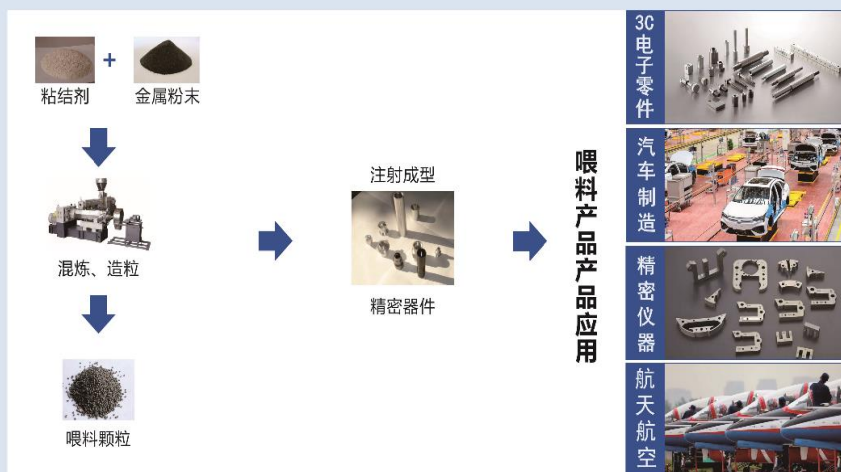 粘结剂
+
金属粉末
混炼、造粒
喂料颗粒
注射成型
精密器件
喂料产品产品应用
3C电子零件
汽车制造
精密仪器
航天航空